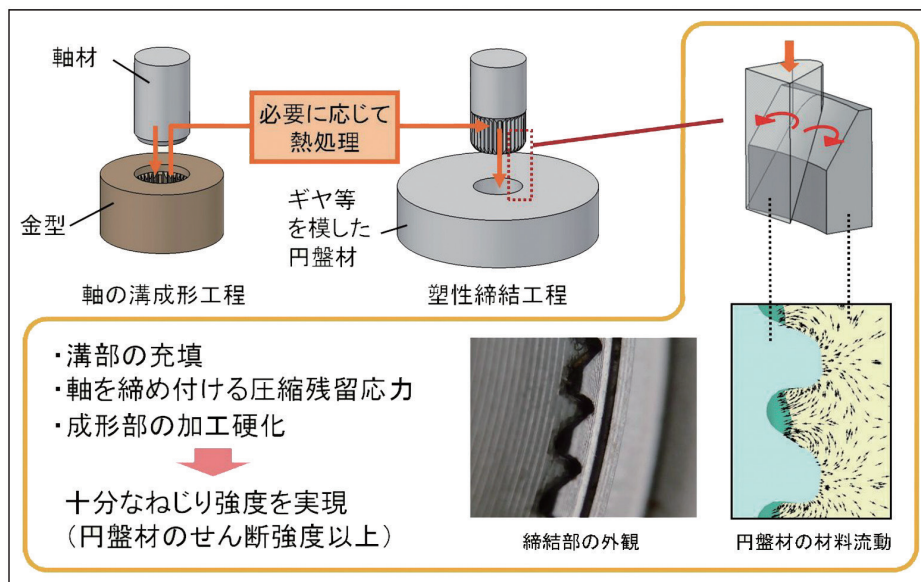 軸材
必要に応じて
熱処理
金型
ギヤ等
を模した
円盤材
軸の溝成形工程
塑性締結工程
・溝部の充填
・軸を締め付ける圧縮残留応力
・成形部の加工硬化
十分なねじり強度を実現
（円盤材のせん断強度以上）
締結部の外観
円盤材の材料流動